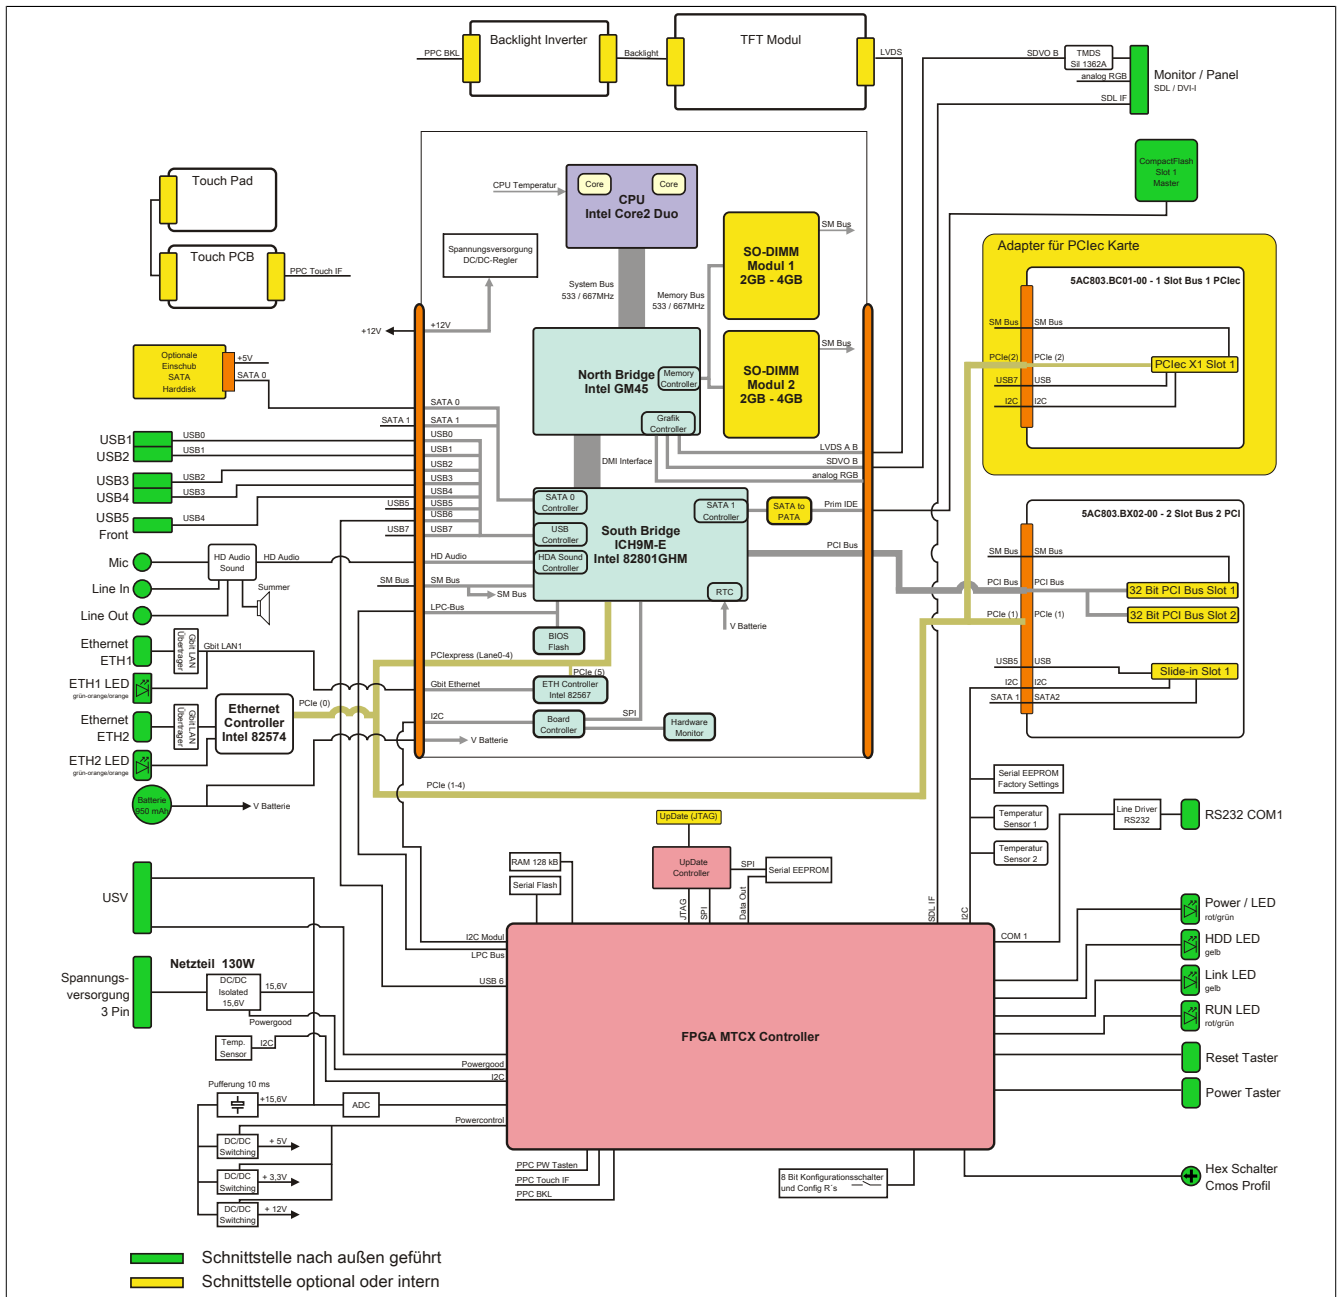 Backlight Inverter
TFT Modul
PPC BKL
Backlight
LVDS
SDVO B
TMDS
Sil 1362A
analog RGB
SDL IF
Monitor / Panel
SDL / DVI-I
CompactFlash
Slot 1
Master
Touch Pad
Touch PCB
PPC Touch IF
CPU Temperatur
Core
Core
CPU
Intel Core2 Duo
Spannungsversorgung
DC/DC-Regler
System Bus
533 / 667MHz
Memory Bus
533 / 667MHz
SO-DIMM
Modul 1
2GB - 4GB
SM Bus
SO-DIMM
Modul 2
2GB - 4GB
SM Bus
+12V
+12V
North Bridge
Intel GM45
Memory
Controller
Grafik
Controller
Adapter für PCIec Karte
5AC803.BC01-00 - 1 Slot Bus 1 PCIec
SM Bus
SM Bus
PCIe(2)
PCIe (2)
PCIec X1 Slot 1
USB7
USB
I2C
I2C
Optionale
Einschub
SATA
Harddisk
+5V
SATA 0
SATA 0
SATA 1
SATA 1
USB1
USB2
USB0
USB1
USB3
USB4
USB2
USB3
USB5
Front
USB4
USB5
USB7
USB0
USB1
USB2
USB3
USB4
USB5
USB6
USB7
DMI Interface
LVDS A B
SDVO B
analog RGB
SATA 0
Controller
USB
Controller
HDA Sound
Controller
South Bridge
ICH9M-E
Intel 82801GHM
SATA 1
Controller
RTC
SATA to
PATA
Prim IDE
PCI Bus
V Batterie
Mic
Line In
Line Out
HD Audio
Sound
HD Audio
Summer
HD Audio
SM Bus
SM Bus
SM Bus
LPC-Bus
BIOS
Flash
PCIexpress (Lane0-4)
PCIe (5)
Gbit Ethernet
ETH Controller
Intel 82567
I2C
Board
Controller
SPI
Hardware
Monitor
V Batterie
PCIe (1-4)
5AC803.BX02-00 - 2 Slot Bus 2 PCI
SM Bus
SM Bus
PCI Bus
PCI Bus
32 Bit PCI Bus Slot 1
32 Bit PCI Bus Slot 2
PCIe (1)
PCIe (1)
USB5
USB
Slide-in Slot 1
I2C
I2C
SATA 1
SATA2
Ethernet
ETH1
Gbit LAN
Übertrager
Gbit LAN1
ETH1 LED
grün-orange/orange
Ethernet
ETH2
Gbit LAN
Übertrager
ETH2 LED
grün-orange/orange
Ethernet
Controller
Intel 82574
PCIe (0)
Batterie
950 mAh
V Batterie
Serial EEPROM
Factory Settings
Temperatur
Sensor 1
Temperatur
Sensor 2
Line Driver
RS232
RS232 COM1
UpDate (JTAG)
UpDate
Controller
SPI
Serial EEPROM
RAM 128 kB
Serial Flash
JTAG
SPI
Data Out
SDL IF
I2C
USV
I2C Modul
LPC Bus
USB 6
COM 1
Power / LED
rot/grün
HDD LED
gelb
Link LED
gelb
RUN LED
rot/grün
Reset Taster
Power Taster
Netzteil 130W
Spannungs-
versorgung
3 Pin
DC/DC
Isolated
15,6V
15,6V
Powergood
Temp.
Sensor
I2C
Powergood
I2C
FPGA MTCX Controller
Pufferung 10 ms
+15,6V
ADC
Powercontrol
DC/DC
Switching
+ 5V
DC/DC
Switching
+ 3,3V
DC/DC
Switching
+ 12V
PPC PW Tasten
PPC Touch IF
PPC BKL
8 Bit Konfigurationsschalter
und Config R´s
Hex Schalter
Cmos Profil
Schnittstelle nach außen geführt
Schnittstelle optional oder intern